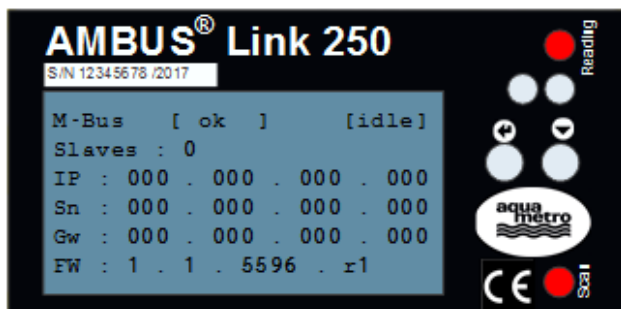 AMBUS® Link 250
S/N 12345678 /2017
M-Bus [ ok ] [idle]
Slaves : 0
IP : 000 . 000 . 000 . 000
Sn : 000 . 000 . 000 . 000
Gw : 000 . 000 . 000 . 000
FW : 1 . 1 . 5596 . r1
Reading
aqua
metro
CE
Scan